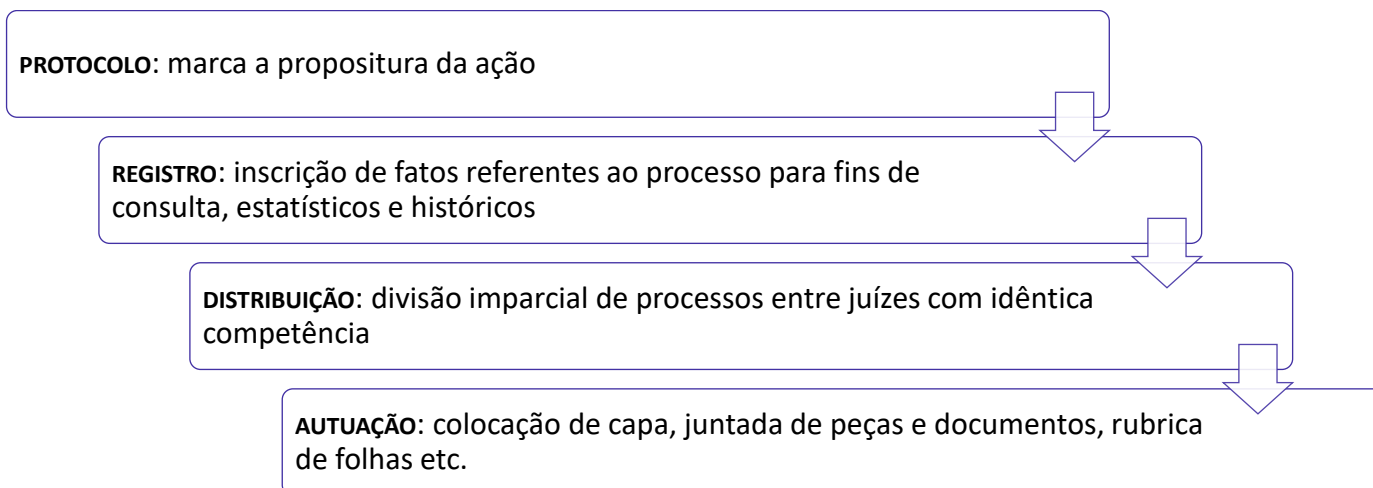 PROTOCOLO: marca a propositura da ação
REGISTRO: inscrição de fatos referentes ao processo para fins de
consulta, estatísticos e históricos
DISTRIBUIÇÃO: divisão imparcial de processos entre juízes com idêntica
competência
AUTUAÇÃO: colocação de capa, juntada de peças e documentos, rubrica
de folhas etc.